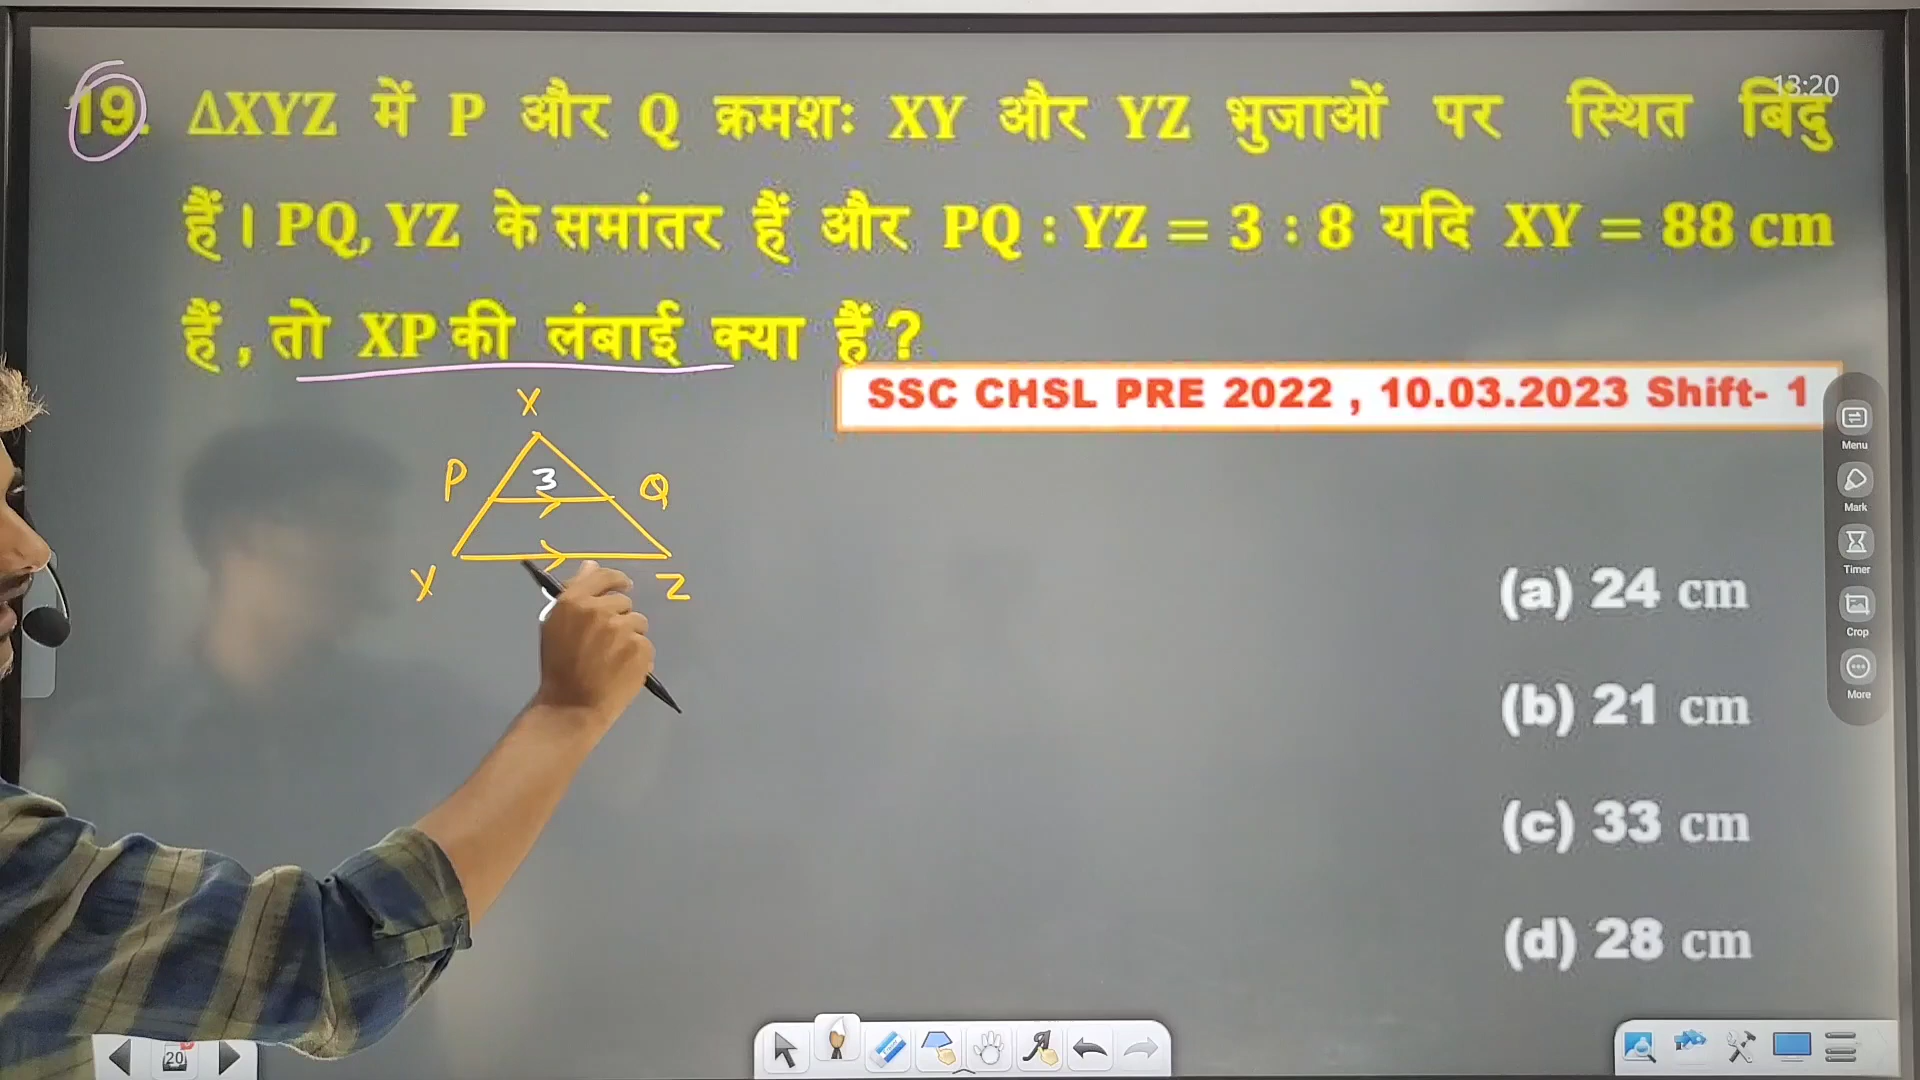 13:20
19. ΔXYZ में P और Q क्रमशः XY और YZ भुजाओं पर स्थित बिंदु
हैं। PQ, YZ के समांतर हैं और PQ : YZ = 3 : 8 यदि XY = 88 cm
हैं , तो XP की लंबाई क्या हैं ?
SSC CHSL PRE 2022 , 10.03.2023 Shift- 1
X
P 3 Q
Y Z
(a) 24 cm
(b) 21 cm
(c) 33 cm
(d) 28 cm
Menu
Mark
Timer
Crop
More
20